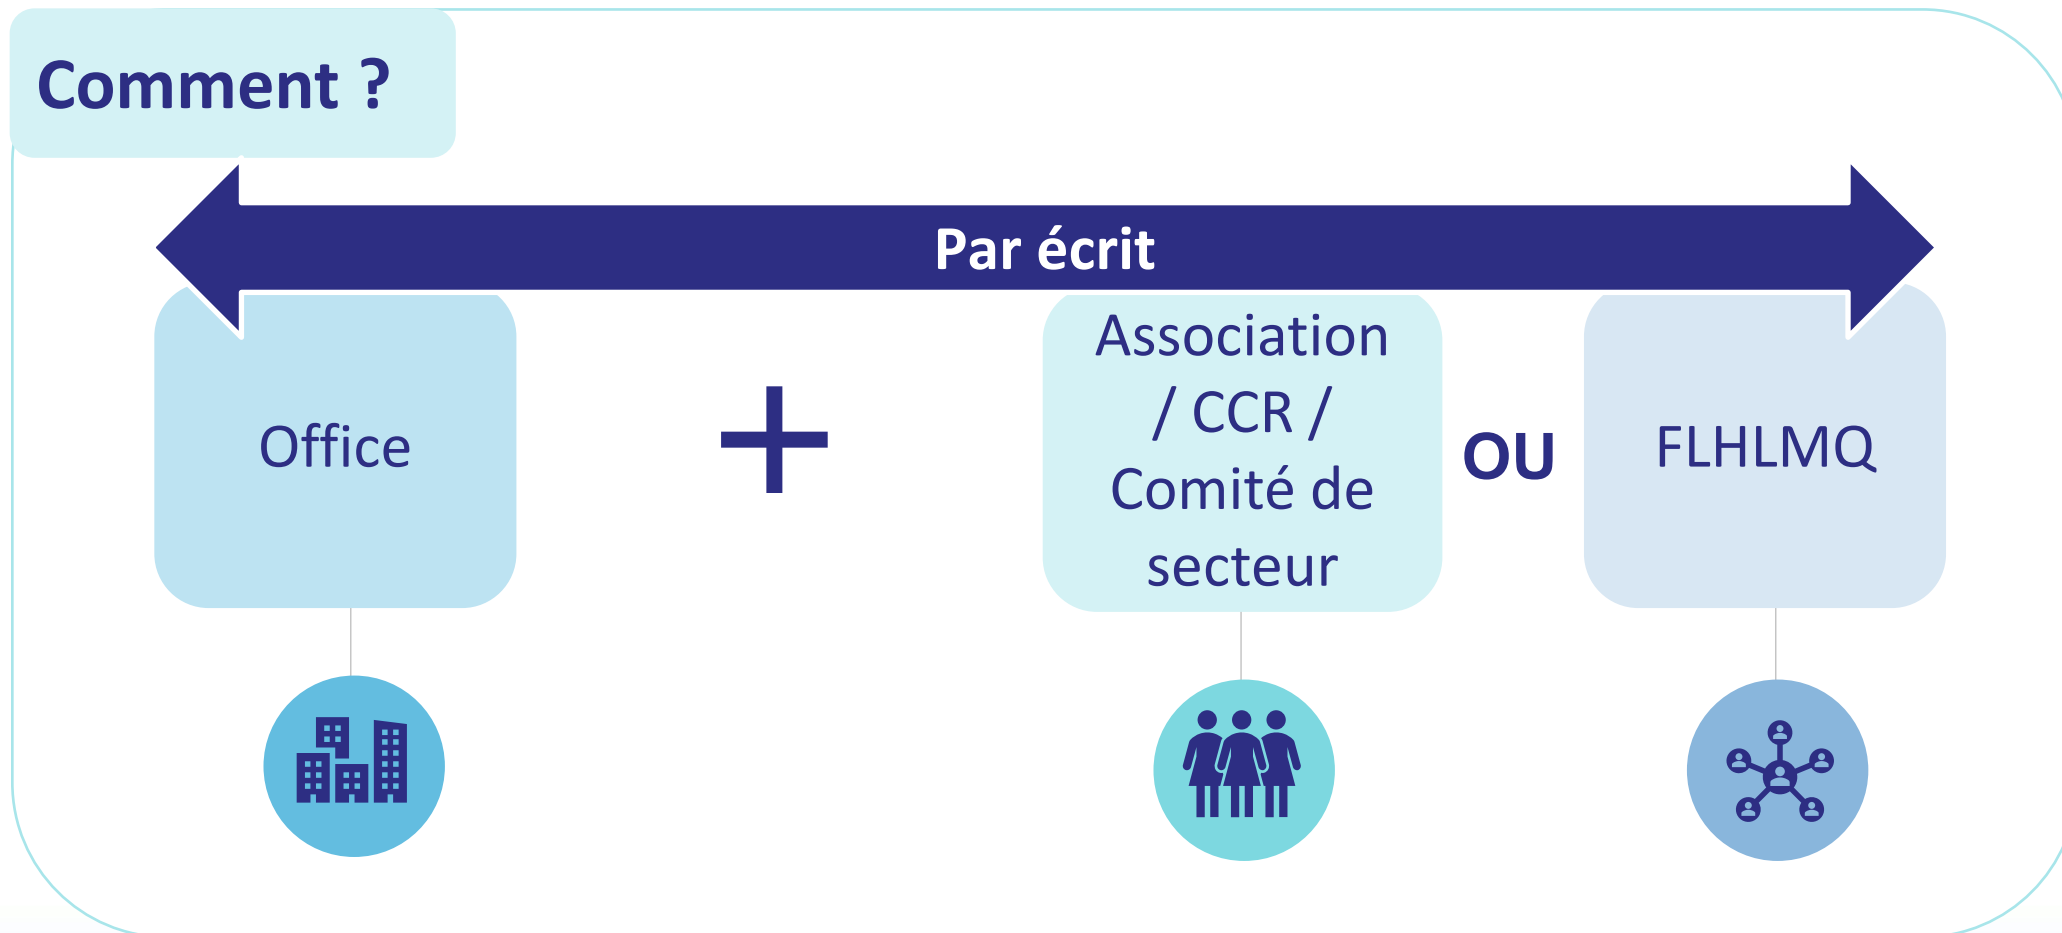 Comment ?
Par écrit
Office
+
Association
/ CCR /
Comité de
secteur
OU
FLHLMQ